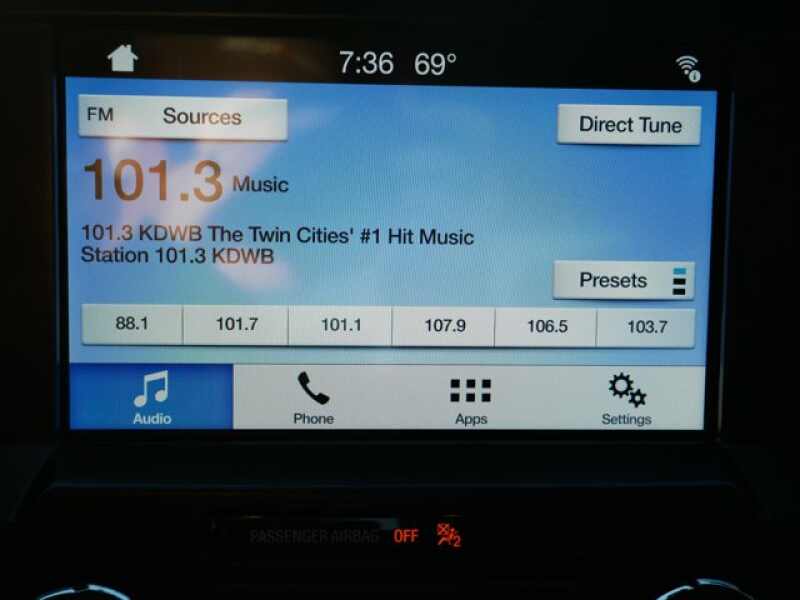 7:36 69°
FM Sources
Direct Tune
101.3 Music
101.3 KDWB The Twin Cities' #1 Hit Music
Station 101.3 KDWB
Presets
88.1 101.7 101.1 107.9 106.5 103.7
Audio Phone Apps Settings
PASSENGER AIRBAG OFF 2